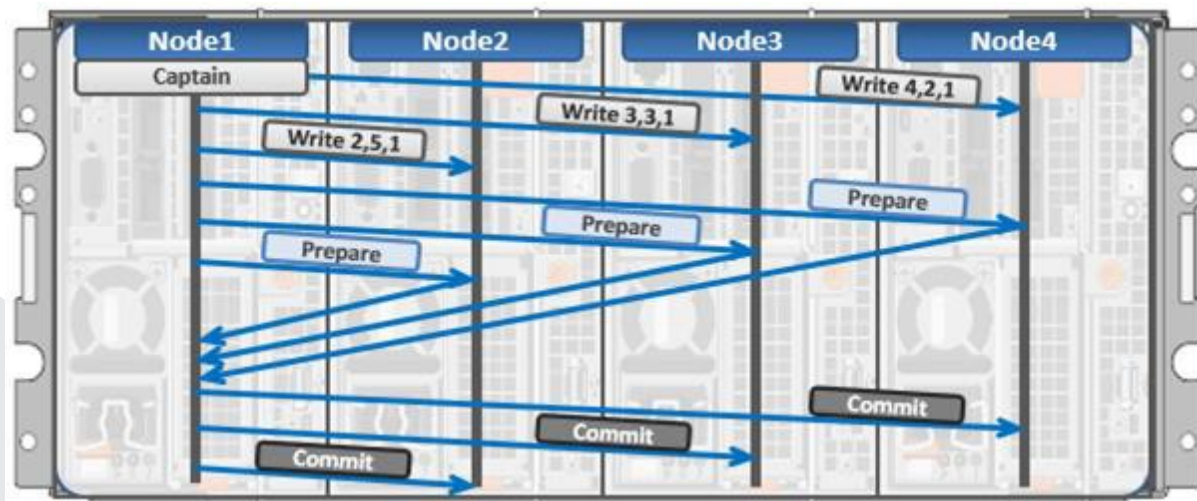 Node1 Node2 Node3 Node4
Captain
Write 4,2,1
Write 3,3,1
Write 2,5,1
Prepare
Prepare
Prepare
Commit
Commit
Commit